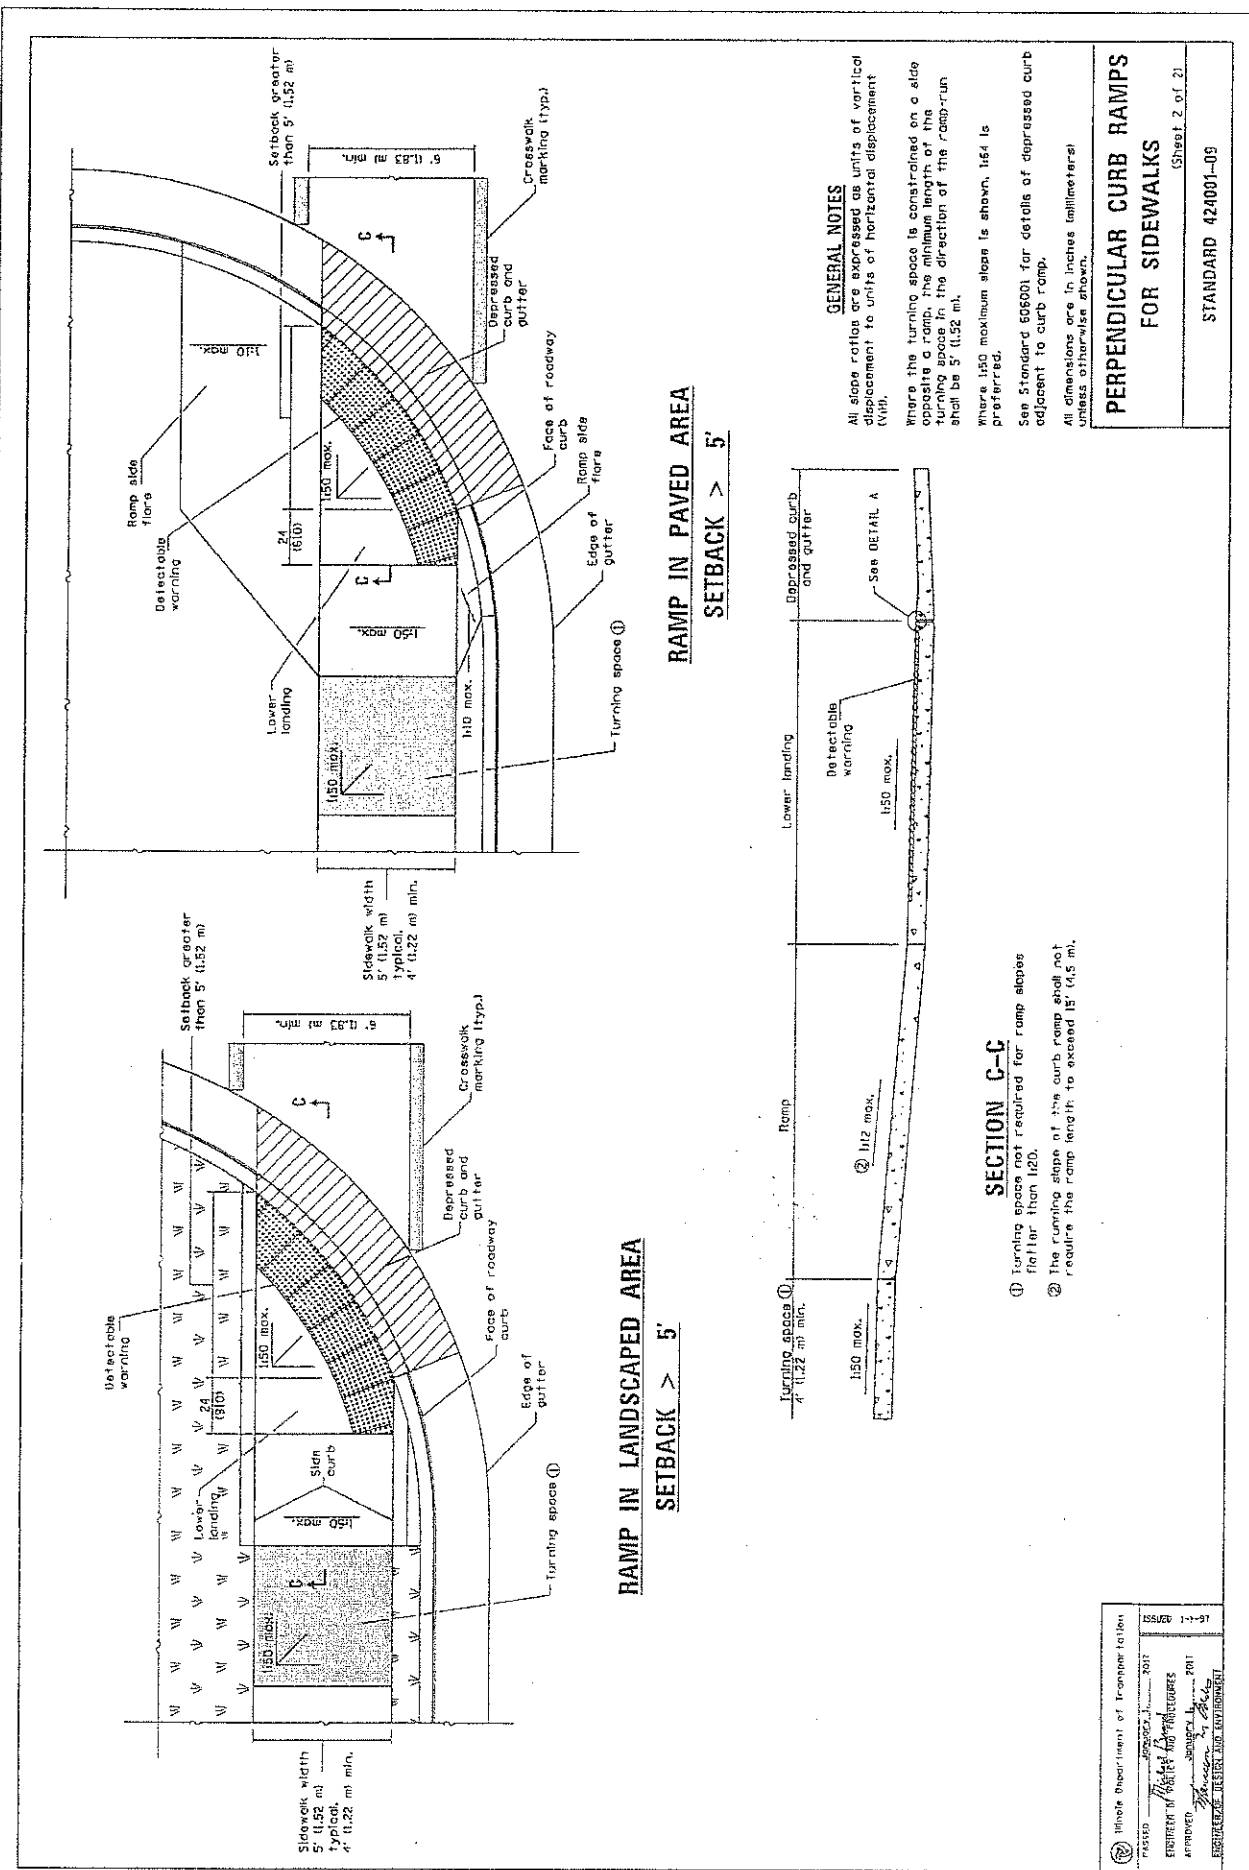 Sidewalk width
5' (1.52 m)
typical.
4' (1.22 m) min.
Detectable
warning
Setback greater
than 5' (1.52 m)
Lower
landing
24
(610)
1:50 max.
1:50 max.
Side
curb
1:50 max.
C
C
6' (1.83 m) min.
Crosswalk
marking (typ.)
Depressed
curb and
gutter
Face of roadway
curb
Edge of
gutter
Turning space ①
RAMP IN LANDSCAPED AREA
SETBACK > 5'
Sidewalk width
5' (1.52 m)
typical.
4' (1.22 m) min.
Ramp side
flare
Detectable
warning
Lower
landing
Setback greater
than 5' (1.52 m)
1:10 max.
24
(610)
1:50 max.
1:50 max.
1:50 max.
1:10 max.
C
C
6' (1.83 m) min.
Crosswalk
marking (typ.)
Depressed
curb and
gutter
Face of roadway
curb
Ramp side
flare
Edge of
gutter
Turning space ①
RAMP IN PAVED AREA
SETBACK > 5'
Turning space ①
4' (1.22 m) min.
Ramp
Lower landing
Depressed curb
and gutter
1:50 max.
② 1:12 max.
1:50 max.
Detectable
warning
See DETAIL A
SECTION C-C
① Turning space not required for ramp slopes
flatter than 1:20.
② The running slope of the curb ramp shall not
require the ramp length to exceed 15' (4.5 m).
GENERAL NOTES
All slope ratios are expressed as units of vertical
displacement to units of horizontal displacement
(V:H).
Where the turning space is constrained on a side
opposite a ramp, the minimum length of the
turning space in the direction of the ramp-run
shall be 5' (1.52 m).
Where 1:50 maximum slope is shown, 1:64 is
preferred.
See Standard 606001 for details of depressed curb
adjacent to curb ramp.
All dimensions are in inches (millimeters)
unless otherwise shown.
PERPENDICULAR CURB RAMPS
FOR SIDEWALKS
(Sheet 2 of 2)
STANDARD 424001-09
Illinois Department of Transportation
PASSED January 1, 2017
ENGINEER OF POLICY AND PROCEDURES
APPROVED January 1, 2017
ENGINEER OF DESIGN AND ENVIRONMENT
ISSUED 1-1-97